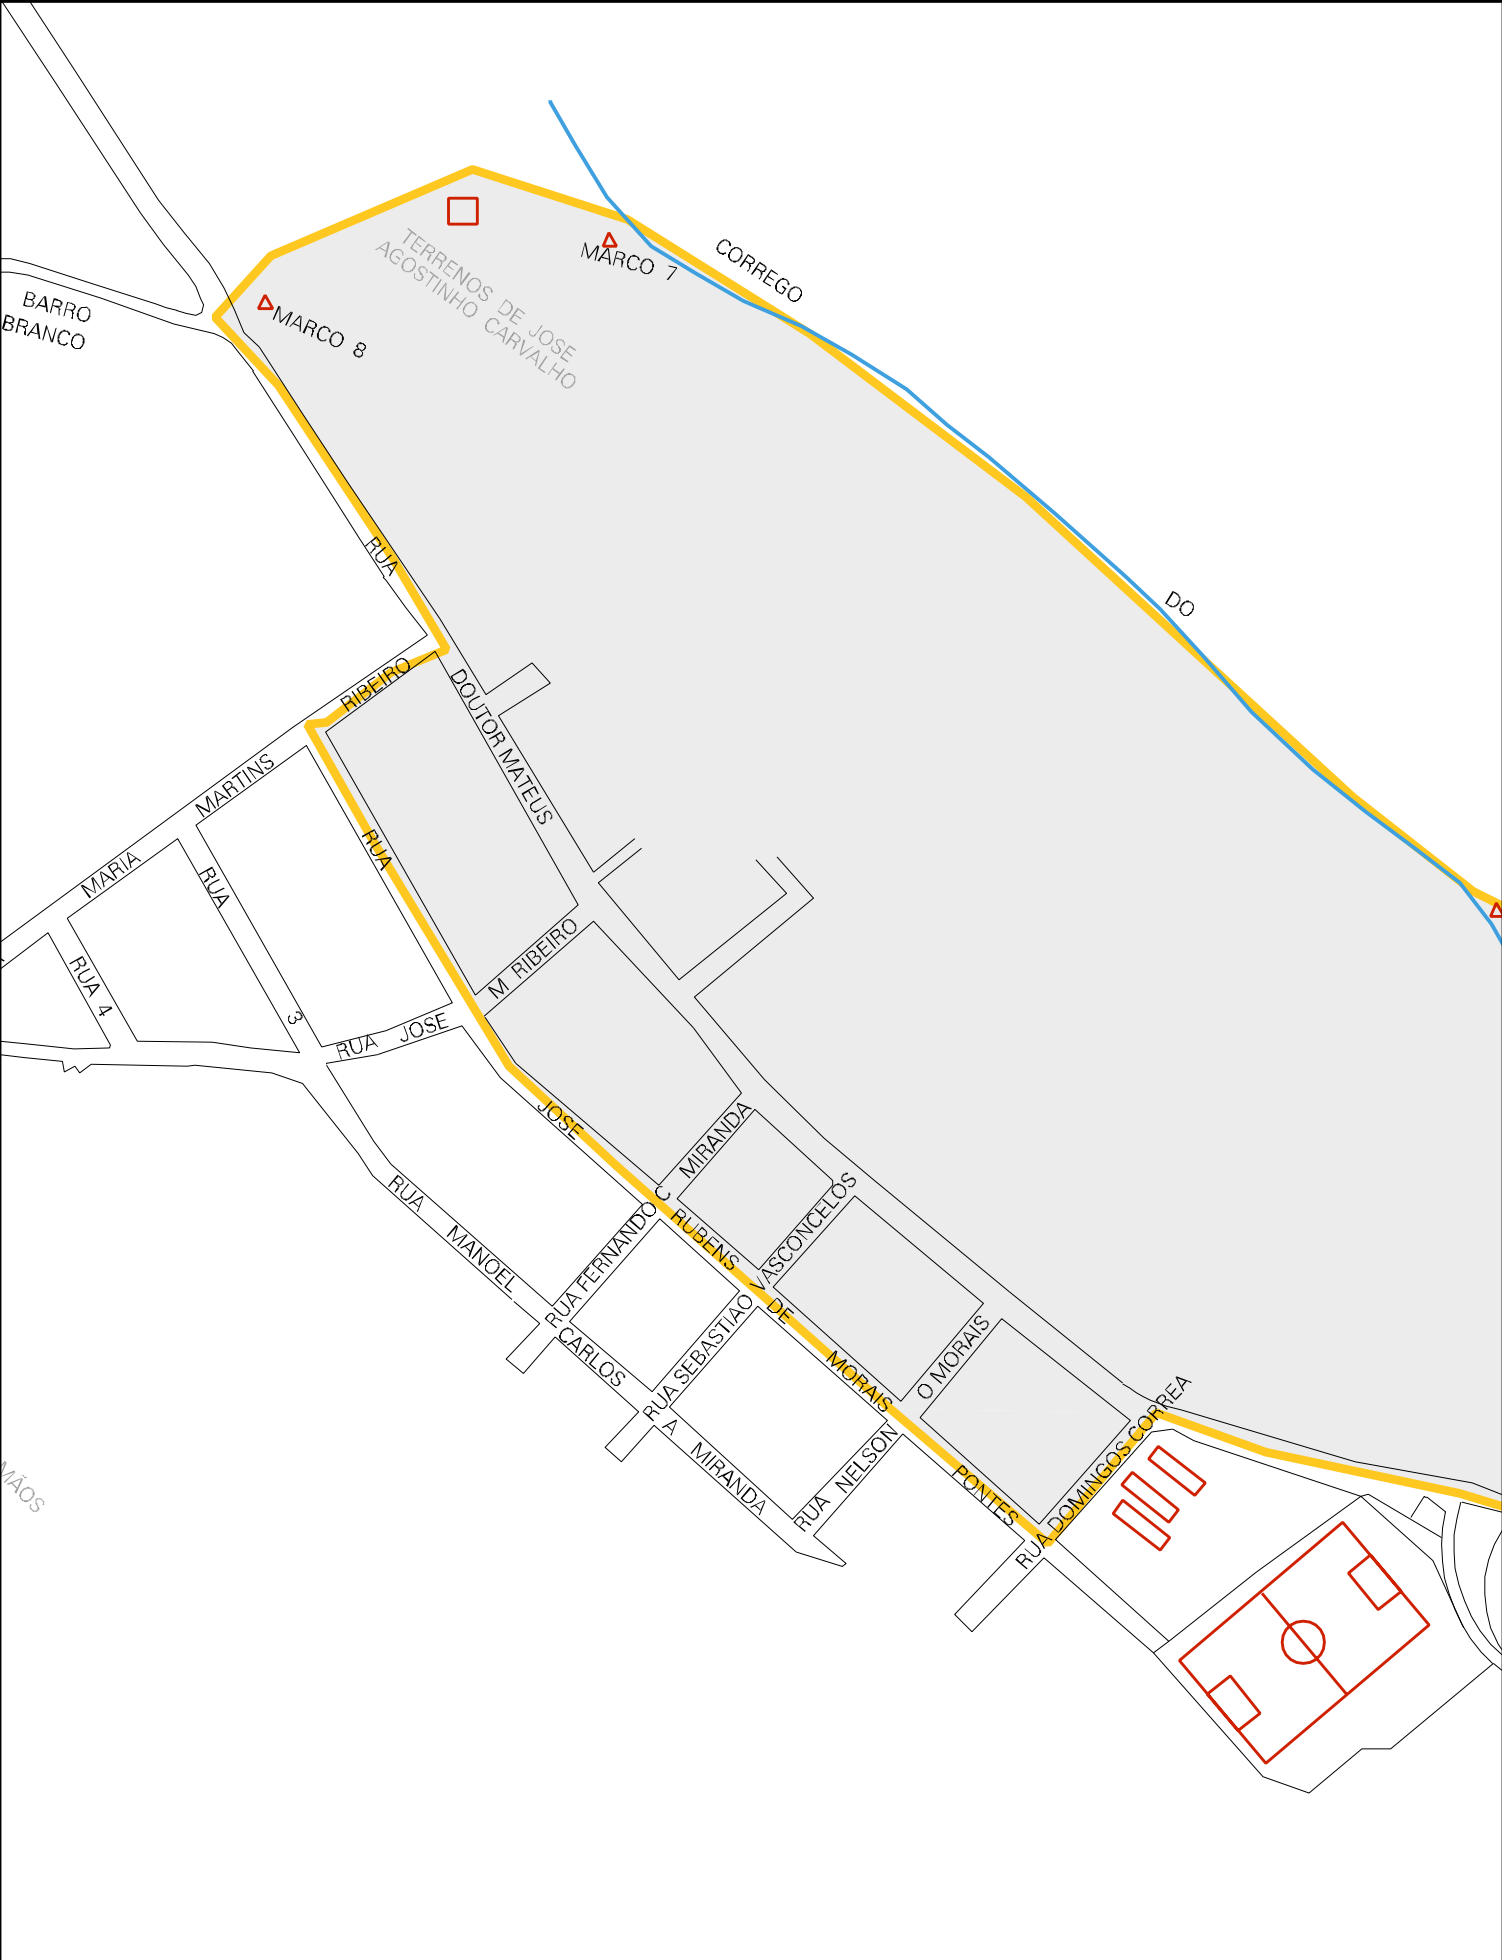 CORREGO
TERRENOS DE JOSE
AGOSTINHO CARVALHO
MARCO 7
BARRO
BRANCO
MARCO 8
RUA
DO
RIBEIRO
DOUTOR MATEUS
MARTINS
RUA
MARIA
RUA
M RIBEIRO
RUA 4
3
RUA JOSE
JOSE
MIRANDA
C
RUA FERNANDO
RUBENS
VASCONCELOS
RUA
MANOEL
DE
RUA SEBASTIAO
CARLOS
O MORAIS
MORAIS
RUA DOMINGOS CORREA
A MIRANDA
RUA NELSON
PONTES
MÃOS